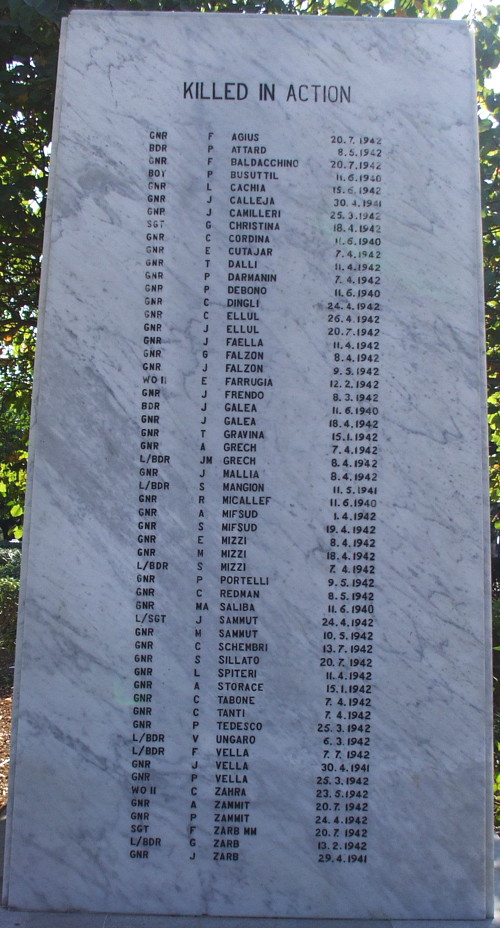 KILLED IN ACTION
GNR F AGIUS 20.7.1942
BDR P ATTARD 8.5.1942
GNR F BALDACCHINO 20.7.1942
BOY P BUSUTTIL 11.6.1940
GNR L CACHIA 15.6.1942
GNR J CALLEJA 30.4.1941
GNR J CAMILLERI 25.3.1942
SGT G CHRISTINA 18.4.1942
GNR C CORDINA 11.6.1940
GNR E CUTAJAR 7.4.1942
GNR T DALLI 11.4.1942
GNR P DARMANIN 7.4.1942
GNR P DEBONO 11.6.1940
GNR C DINGLI 24.4.1942
GNR C ELLUL 26.4.1942
GNR J ELLUL 20.7.1942
GNR J FAELLA 11.4.1942
GNR G FALZON 8.4.1942
GNR J FALZON 9.5.1942
WO II E FARRUGIA 12.2.1942
GNR J FRENDO 8.3.1942
BDR J GALEA 11.6.1940
GNR J GALEA 18.4.1942
GNR T GRAVINA 15.1.1942
GNR A GRECH 7.4.1942
L/BDR JM GRECH 8.4.1942
GNR J MALLIA 8.4.1942
L/BDR S MANGION 11.5.1941
GNR R MICALLEF 11.6.1940
GNR A MIFSUD 1.4.1942
GNR S MIFSUD 19.4.1942
GNR E MIZZI 8.4.1942
GNR M MIZZI 18.4.1942
L/BDR S MIZZI 7.4.1942
GNR P PORTELLI 9.5.1942
GNR C REDMAN 8.5.1942
GNR MA SALIBA 11.6.1940
L/SGT J SAMMUT 24.4.1942
GNR M SAMMUT 10.5.1942
GNR C SCHEMBRI 13.7.1942
GNR S SILLATO 20.7.1942
GNR L SPITERI 11.4.1942
GNR A STORACE 15.1.1942
GNR C TABONE 7.4.1942
GNR C TANTI 7.4.1942
GNR P TEDESCO 25.3.1942
L/BDR V UNGARO 6.3.1942
L/BDR F VELLA 7.7.1942
GNR J VELLA 30.4.1941
GNR P VELLA 25.3.1942
WO II C ZAHRA 23.5.1942
GNR A ZAMMIT 20.7.1942
GNR P ZAMMIT 24.4.1942
SGT F ZARB MM 20.7.1942
L/BDR G ZARB 13.2.1942
GNR J ZARB 29.4.1941